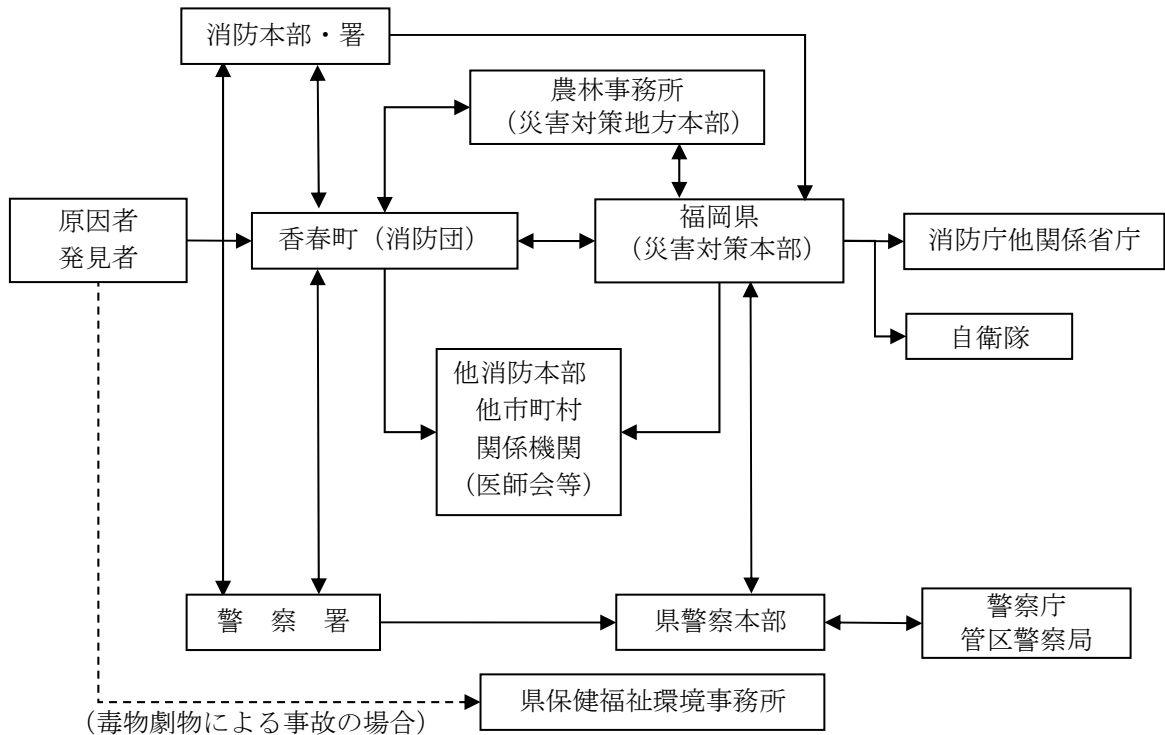 消防本部・署
農林事務所
（災害対策地方本部）
原因者
発見者
香春町（消防団）
福岡県
（災害対策本部）
消防庁他関係省庁
自衛隊
他消防本部
他市町村
関係機関
（医師会等）
警　察　署
県警察本部
警察庁
管区警察局
県保健福祉環境事務所
（毒物劇物による事故の場合）